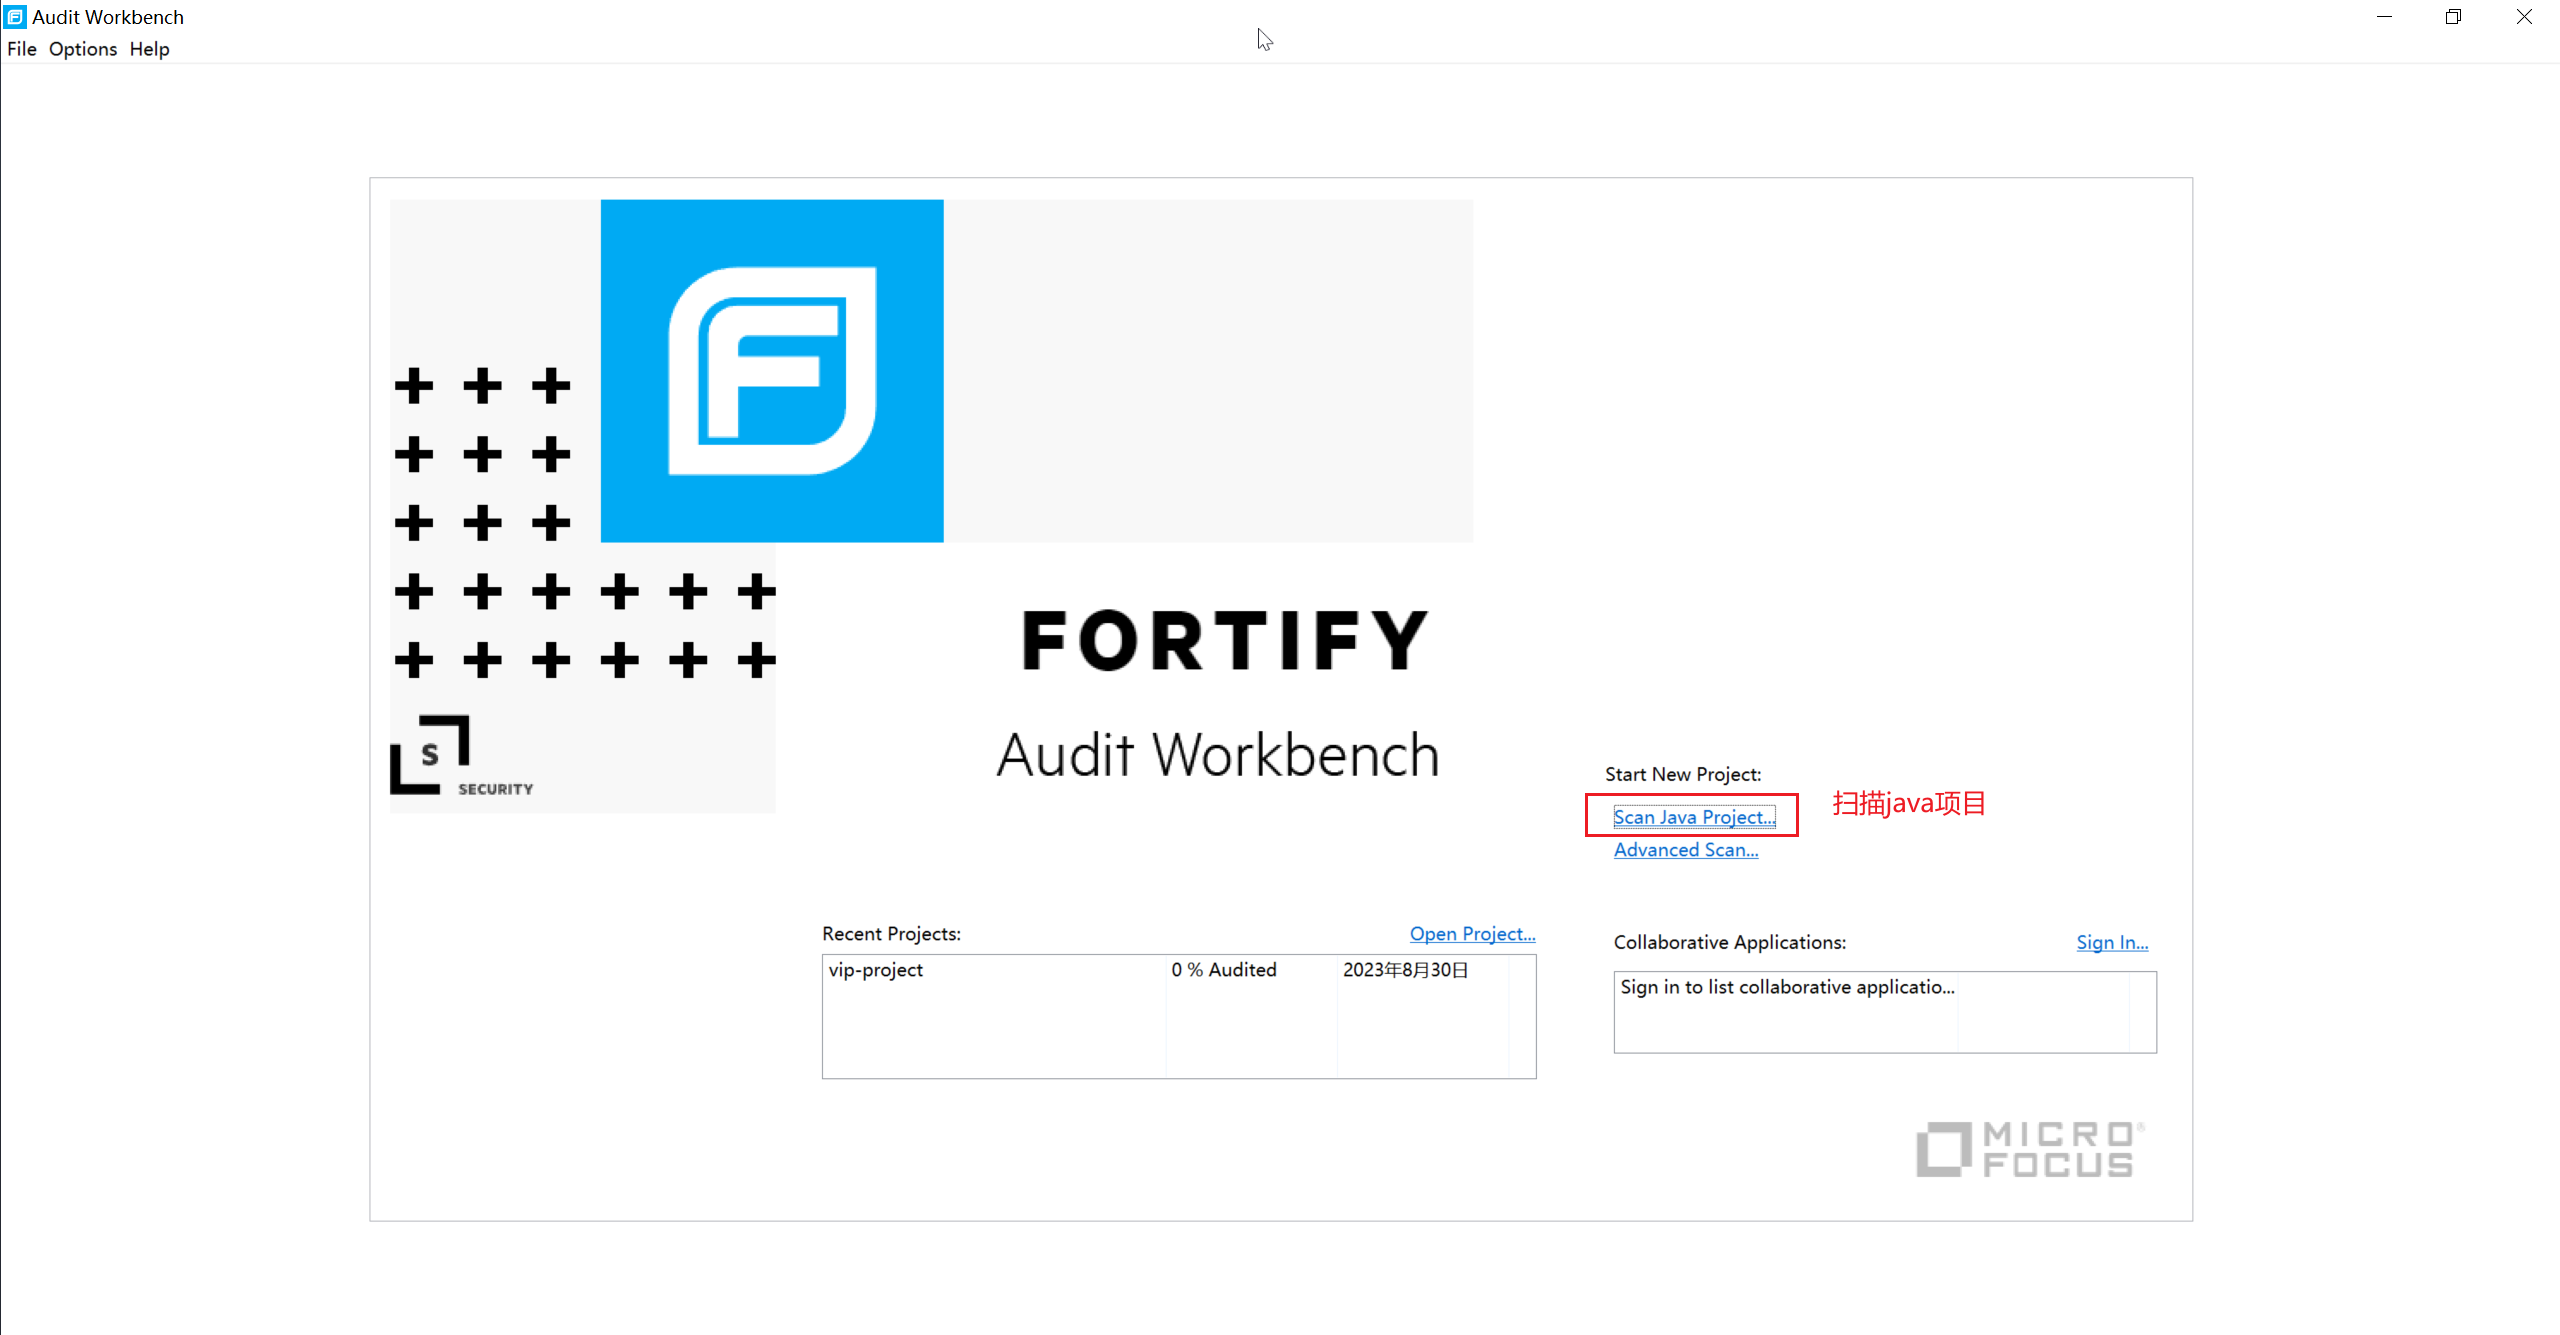 Audit Workbench
File Options Help
F
FORTIFY
Audit Workbench
S
SECURITY
Start New Project:
Scan Java Project...
扫描java项目
Advanced Scan...
Recent Projects:
Open Project...
vip-project 0 % Audited 2023年8月30日
Collaborative Applications:
Sign In...
Sign in to list collaborative applicatio...
MICRO
FOCUS®